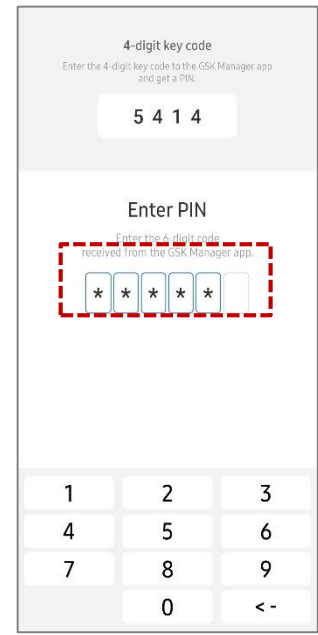 4-digit key code
Enter the 4-digit key code to the GSK Manager app
and get a PIN.
5 4 1 4
Enter PIN
Enter the 6-digit code
received from the GSK Manager app.
* * * * *
1 2 3
4 5 6
7 8 9
0 < -